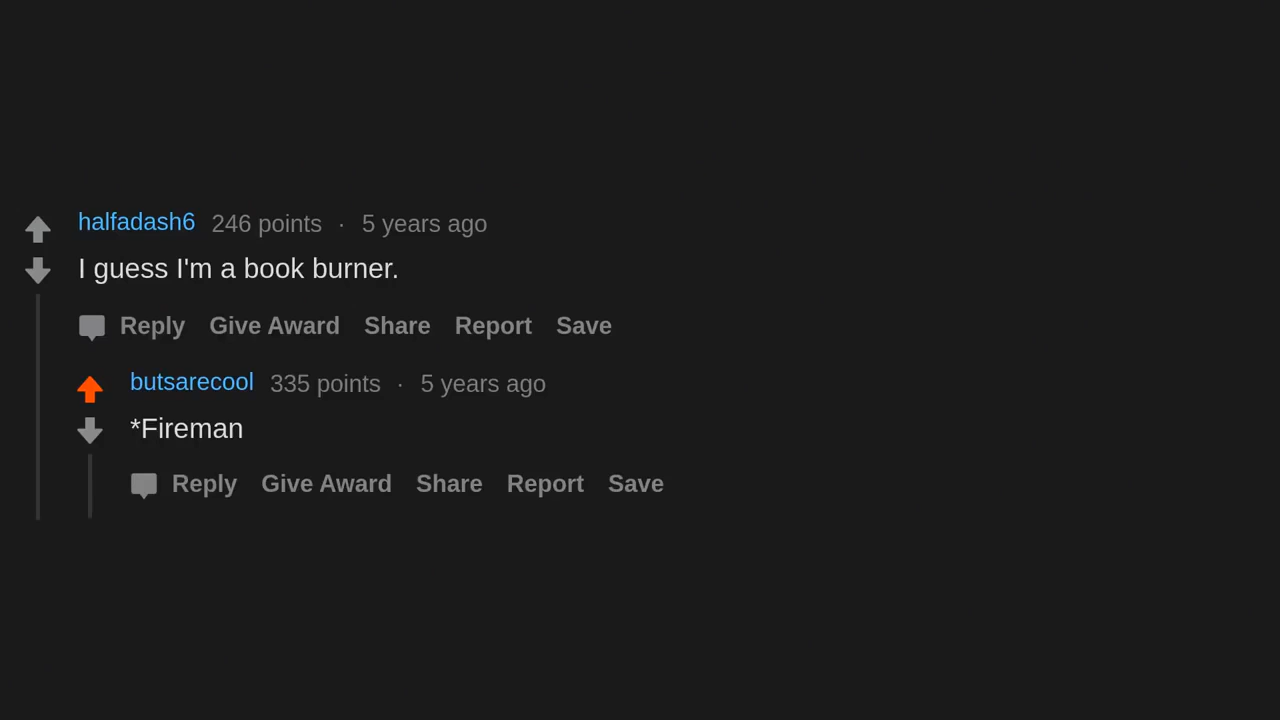 halfadash6 246 points · 5 years ago
I guess I'm a book burner.
Reply Give Award Share Report Save
butsarecool 335 points · 5 years ago
*Fireman
Reply Give Award Share Report Save